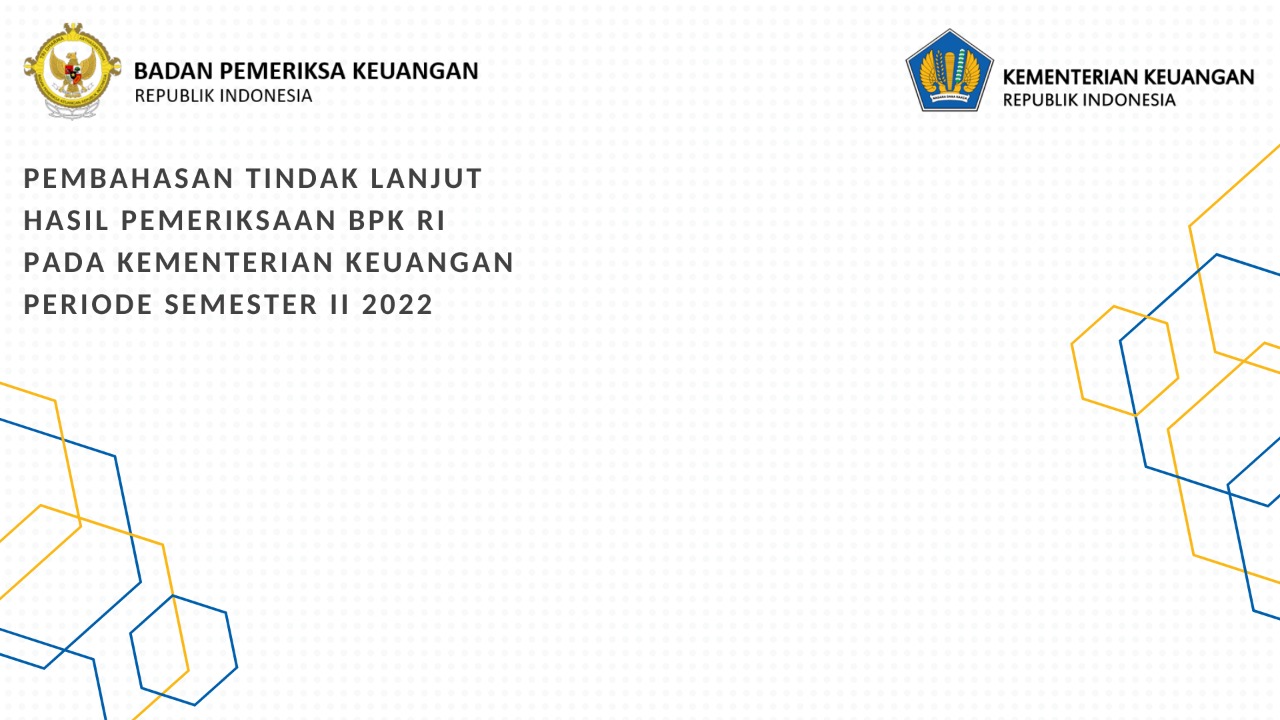 BADAN PEMERIKSA KEUANGAN
REPUBLIK INDONESIA
KEMENTERIAN KEUANGAN
REPUBLIK INDONESIA
PEMBAHASAN TINDAK LANJUT
HASIL PEMERIKSAAN BPK RI
PADA KEMENTERIAN KEUANGAN
PERIODE SEMESTER II 2022